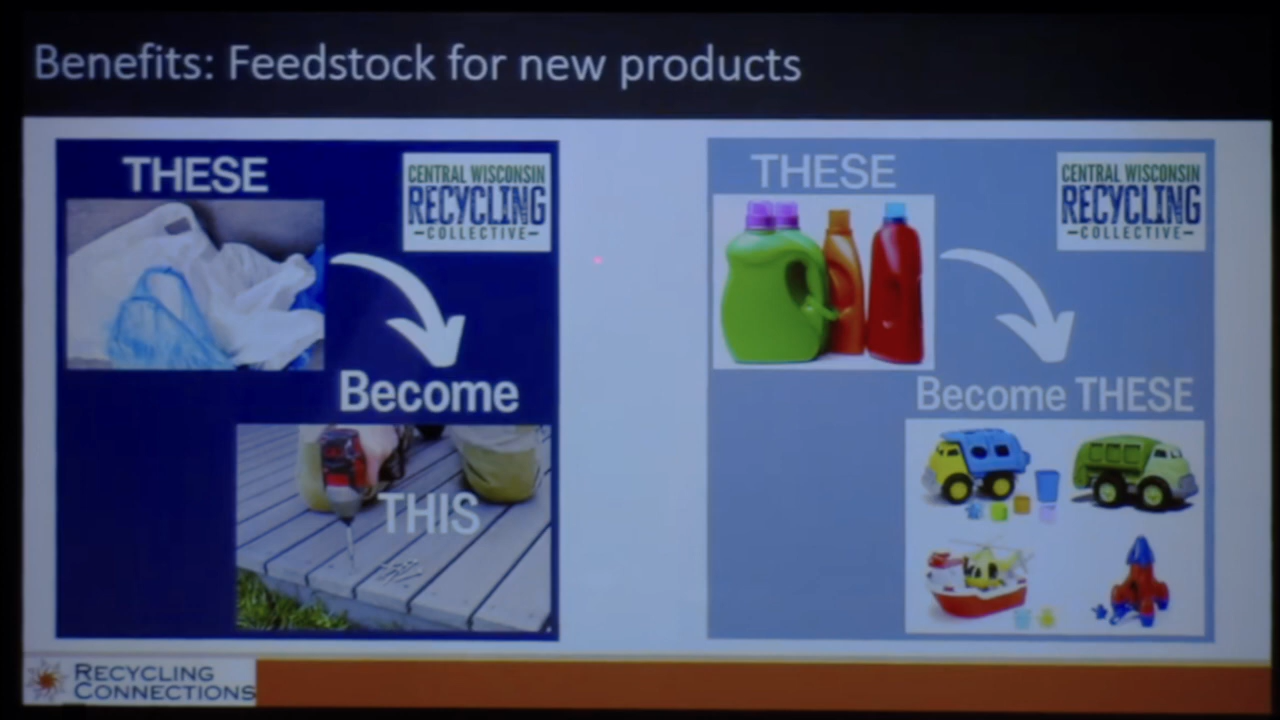 Benefits: Feedstock for new products
THESE
CENTRAL WISCONSIN
RECYCLING
COLLECTIVE
Become
THIS
THESE
CENTRAL WISCONSIN
RECYCLING
COLLECTIVE
Become THESE
RECYCLING
CONNECTIONS